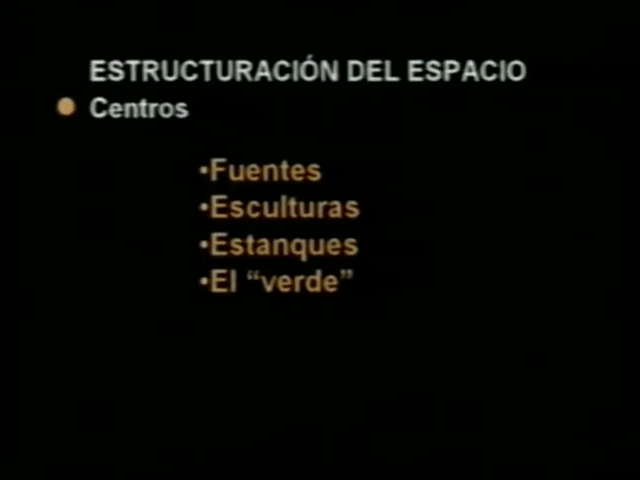 ESTRUCTURACIÓN DEL ESPACIO
Centros
•Fuentes
•Esculturas
•Estanques
•El “verde”